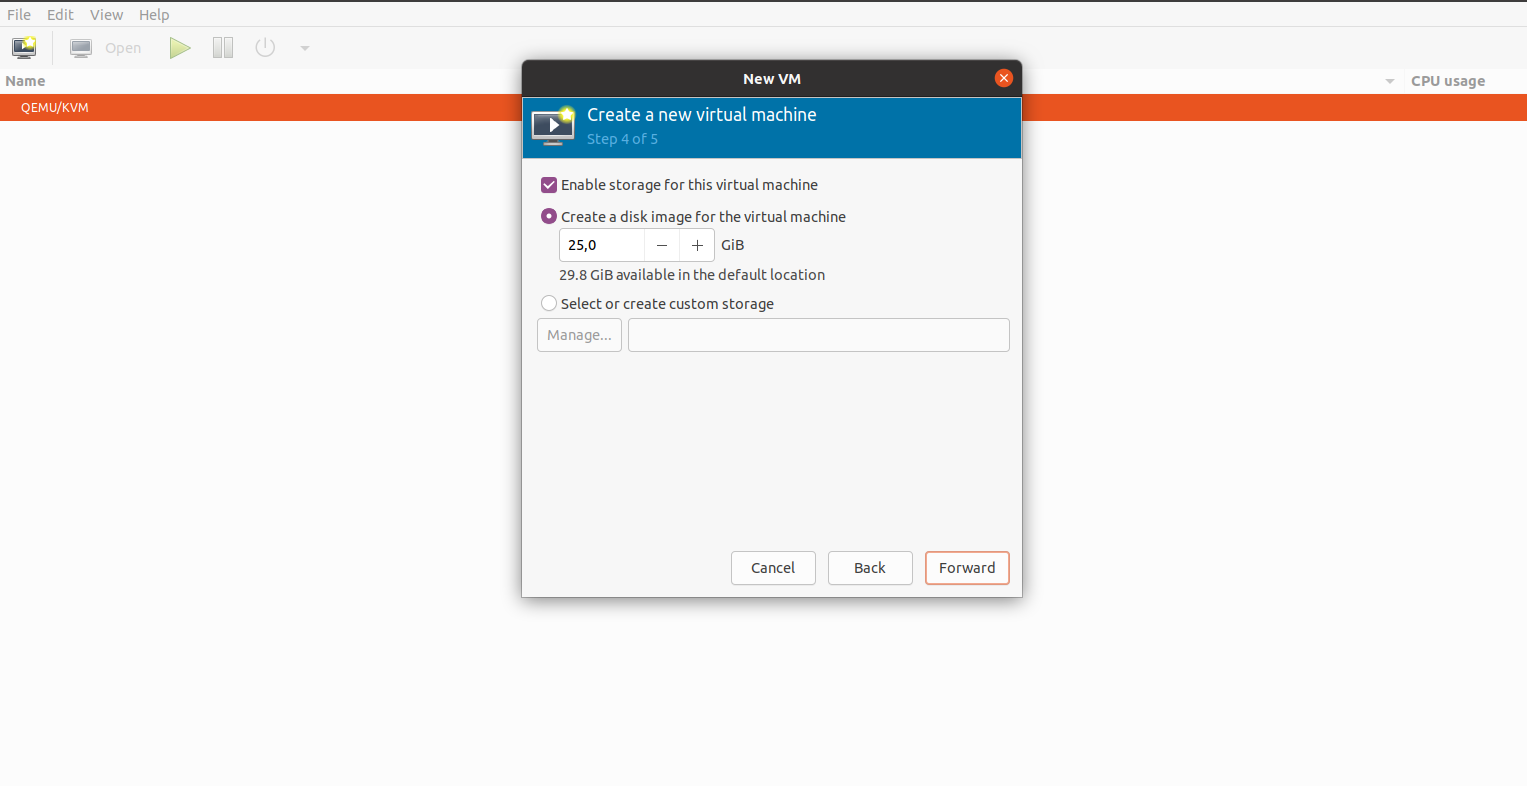 File Edit View Help
Open
Name CPU usage
QEMU/KVM
New VM
Create a new virtual machine
Step 4 of 5
Enable storage for this virtual machine
Create a disk image for the virtual machine
25,0 − + GiB
29.8 GiB available in the default location
Select or create custom storage
Manage...
Cancel Back Forward